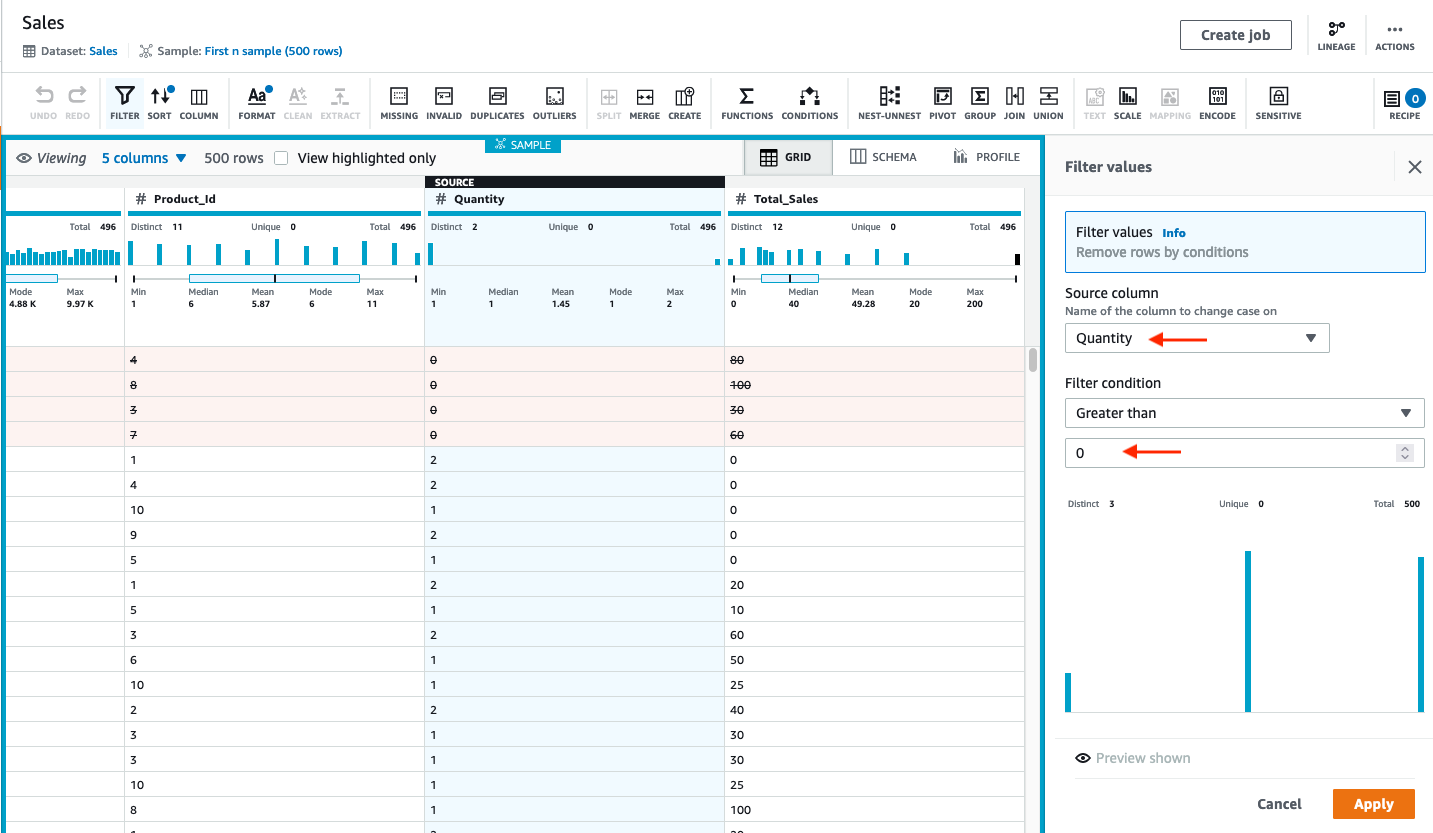 Sales
Dataset: Sales Sample: First n sample (500 rows)
Create job
LINEAGE
ACTIONS
UNDO REDO FILTER SORT COLUMN FORMAT CLEAN EXTRACT MISSING INVALID DUPLICATES OUTLIERS SPLIT MERGE CREATE FUNCTIONS CONDITIONS NEST-UNNEST PIVOT GROUP JOIN UNION TEXT SCALE MAPPING ENCODE SENSITIVE RECIPE
0
SAMPLE
Viewing 5 columns 500 rows View highlighted only
GRID SCHEMA PROFILE
SOURCE
# Product_Id # Quantity # Total_Sales
Total 496 Distinct 11 Unique 0 Total 496 Distinct 2 Unique 0 Total 496 Distinct 12 Unique 0 Total 496
Mode Max Min Median Mean Mode Max Min Median Mean Mode Max Min Median Mean Mode Max
4.88 K 9.97 K 1 6 5.87 6 11 1 1 1.45 1 2 0 40 49.28 20 200
4 0 80
8 0 100
3 0 30
7 0 60
1 2 0
4 2 0
10 1 0
9 2 0
5 1 0
1 2 20
5 1 10
3 2 60
6 1 50
10 1 25
2 2 40
3 1 30
3 1 30
10 1 25
8 1 100
Filter values
Filter values Info
Remove rows by conditions
Source column
Name of the column to change case on
Quantity
Filter condition
Greater than
0
Distinct 3 Unique 0 Total 500
Preview shown
Cancel Apply